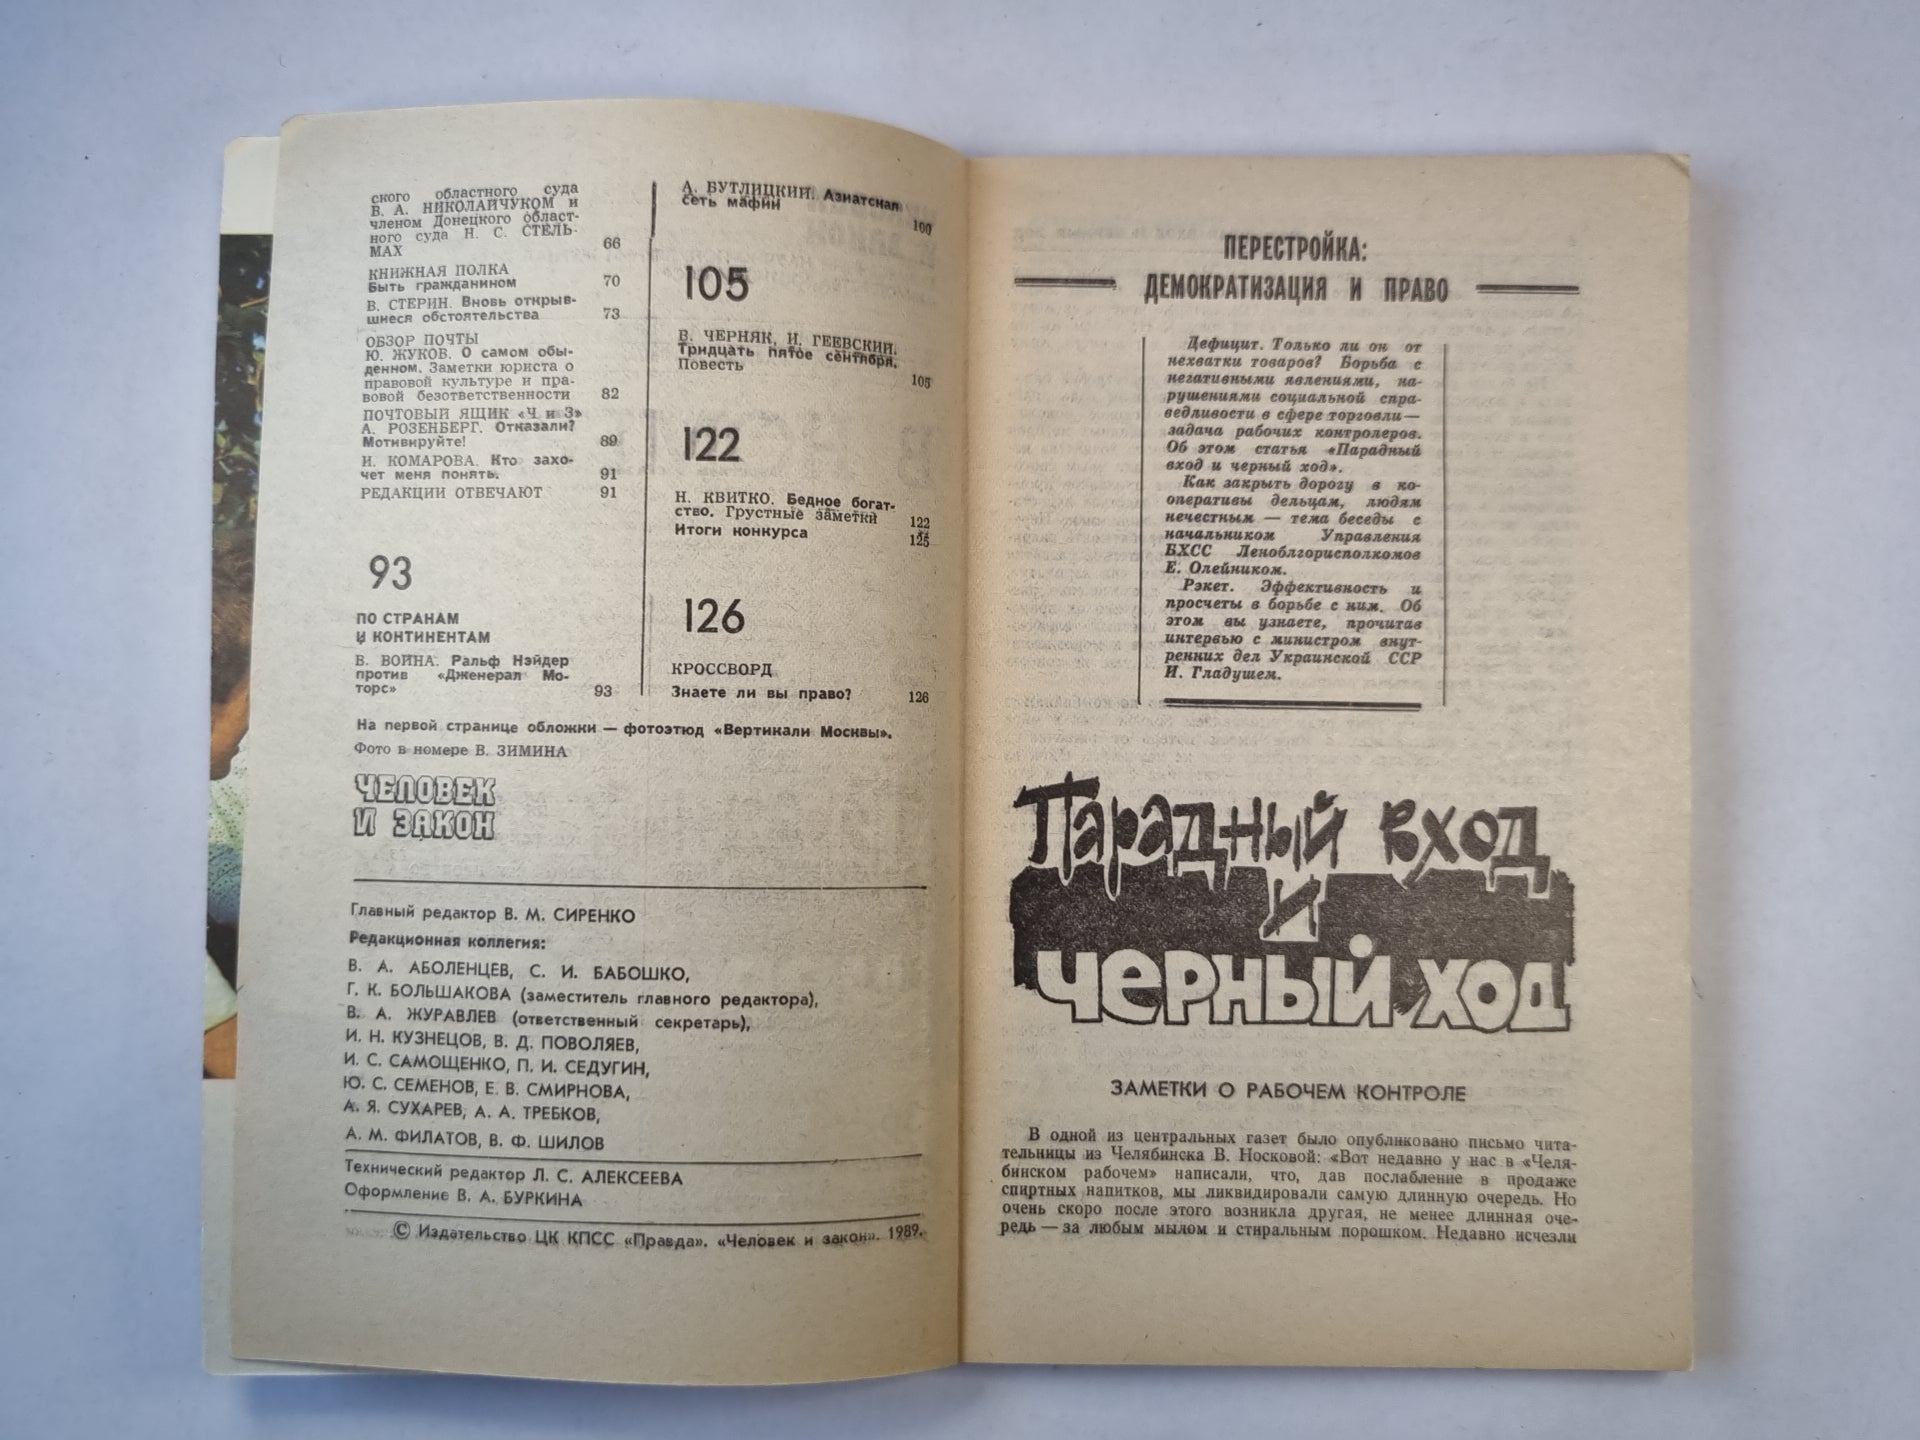 ского областного суда
В. А. НИКОЛАЙЧУКОМ и
членом Донецкого област-
ного суда Н. С. СТЕЛЬ-
МАХ 66
КНИЖНАЯ ПОЛКА
Быть гражданином 70
В. СТЕРИН. Вновь открыв-
шиеся обстоятельства 73
ОБЗОР ПОЧТЫ
Ю. ЖУКОВ. О самом обы-
денном. Заметки юриста о
правовой культуре и пра-
вовой безответственности 82
ПОЧТОВЫЙ ЯЩИК «Ч и З»
А. РОЗЕНБЕРГ. Отказали?
Мотивируйте! 89
И. КОМАРОВА. Кто захо-
чет меня понять. 91
РЕДАКЦИИ ОТВЕЧАЮТ 91
93
ПО СТРАНАМ
И КОНТИНЕНТАМ
В. ВОИНА. Ральф Нэйдер
против «Дженерал Мо-
торс» 93
А. БУТЛИЦКИЙ. Азиатская
сеть мафии
100
105
В. ЧЕРНЯК, И. ГЕЕВСКИЙ.
Тридцать пятое сентября.
Повесть
105
122
Н. КВИТКО. Бедное богат-
ство. Грустные заметки 122
Итоги конкурса 125
126
КРОССВОРД
Знаете ли вы право? 126
На первой странице обложки — фотоэтюд «Вертикали Москвы».
Фото в номере В. ЗИМИНА
ЧЕЛОВЕК
И ЗАКОН
Главный редактор В. М. СИРЕНКО
Редакционная коллегия:
В. А. АБОЛЕНЦЕВ, С. И. БАБОШКО,
Г. К. БОЛЬШАКОВА (заместитель главного редактора),
В. А. ЖУРАВЛЕВ (ответственный секретарь),
И. Н. КУЗНЕЦОВ, В. Д. ПОВОЛЯЕВ,
И. С. САМОЩЕНКО, П. И. СЕДУГИН,
Ю. С. СЕМЕНОВ, Е. В. СМИРНОВА,
А. Я. СУХАРЕВ, А. А. ТРЕБКОВ,
А. М. ФИЛАТОВ, В. Ф. ШИЛОВ
Технический редактор Л. С. АЛЕКСЕЕВА
Оформление В. А. БУРКИНА
© Издательство ЦК КПСС «Правда». «Человек и закон». 1989.
ПЕРЕСТРОЙКА:
ДЕМОКРАТИЗАЦИЯ И ПРАВО
Дефицит. Только ли он от
нехватки товаров? Борьба с
негативными явлениями, на-
рушениями социальной спра-
ведливости в сфере торговли —
задача рабочих контролеров.
Об этом статья «Парадный
вход и черный ход».
Как закрыть дорогу в ко-
оперативы дельцам, людям
нечестным — тема беседы с
начальником Управления
БХСС Леноблгорисполкомов
Е. Олейником.
Рэкет. Эффективность и
просчеты в борьбе с ним. Об
этом вы узнаете, прочитав
интервью с министром внут-
ренних дел Украинской ССР
И. Гладушем.
Парадный вход
и
черный ход
ЗАМЕТКИ О РАБОЧЕМ КОНТРОЛЕ
В одной из центральных газет было опубликовано письмо чита-
тельницы из Челябинска В. Носковой: «Вот недавно у нас в «Челя-
бинском рабочем» написали, что, дав послабление в продаже
спиртных напитков, мы ликвидировали самую длинную очередь. Но
очень скоро после этого возникла другая, не менее длинная оче-
редь — за любым мылом и стиральным порошком. Недавно исчезли